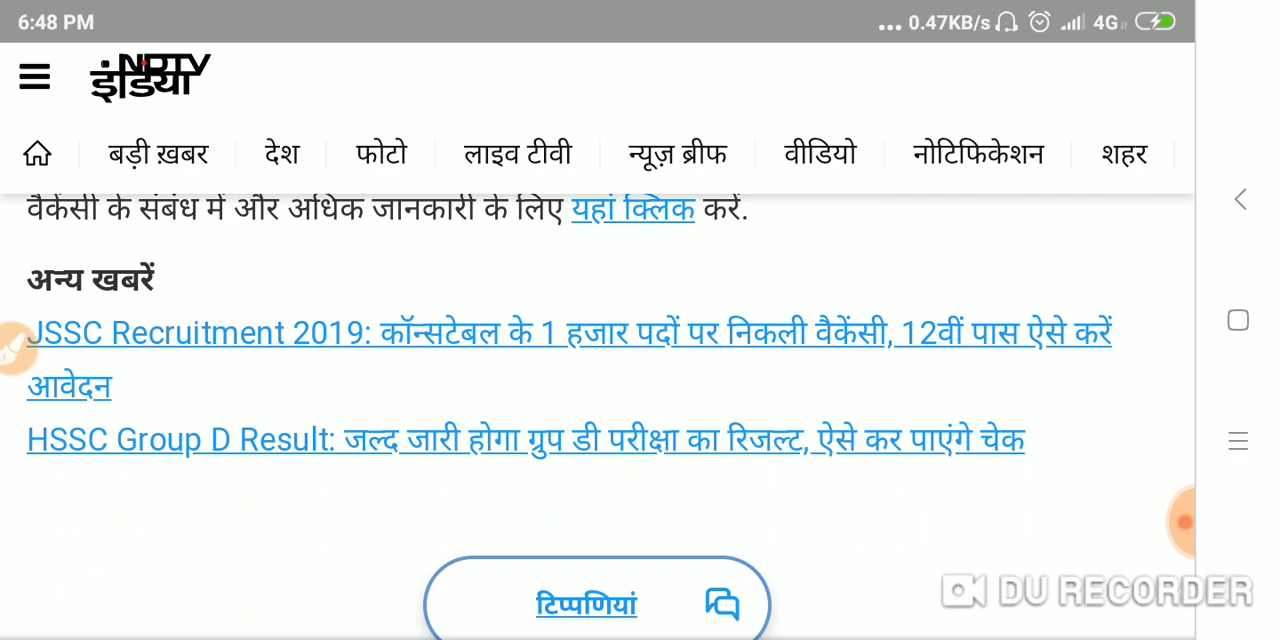 6:48 PM
... 0.47KB/s 4G
NDTV
इंडिया
बड़ी ख़बर देश फोटो लाइव टीवी न्यूज़ ब्रीफ वीडियो नोटिफिकेशन शहर
वैकेंसी के संबंध में और अधिक जानकारी के लिए यहां क्लिक करें.
अन्य खबरें
JSSC Recruitment 2019: कॉन्सटेबल के 1 हजार पदों पर निकली वैकेंसी, 12वीं पास ऐसे करें
आवेदन
HSSC Group D Result: जल्द जारी होगा ग्रुप डी परीक्षा का रिजल्ट, ऐसे कर पाएंगे चेक
टिप्पणियां
DU RECORDER